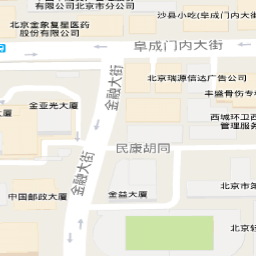 有限公司北京市分公司
沙县小吃(阜成门内大街
北京金象复星医药
股份有限公司
阜成门内大街
北京瑞源信达广告公司
丰盛骨伤专
金融大街
金亚光大厦
西城环卫
管理服
民康胡同
金融大街
中国邮政大厦
金益大厦
北京市第
北京